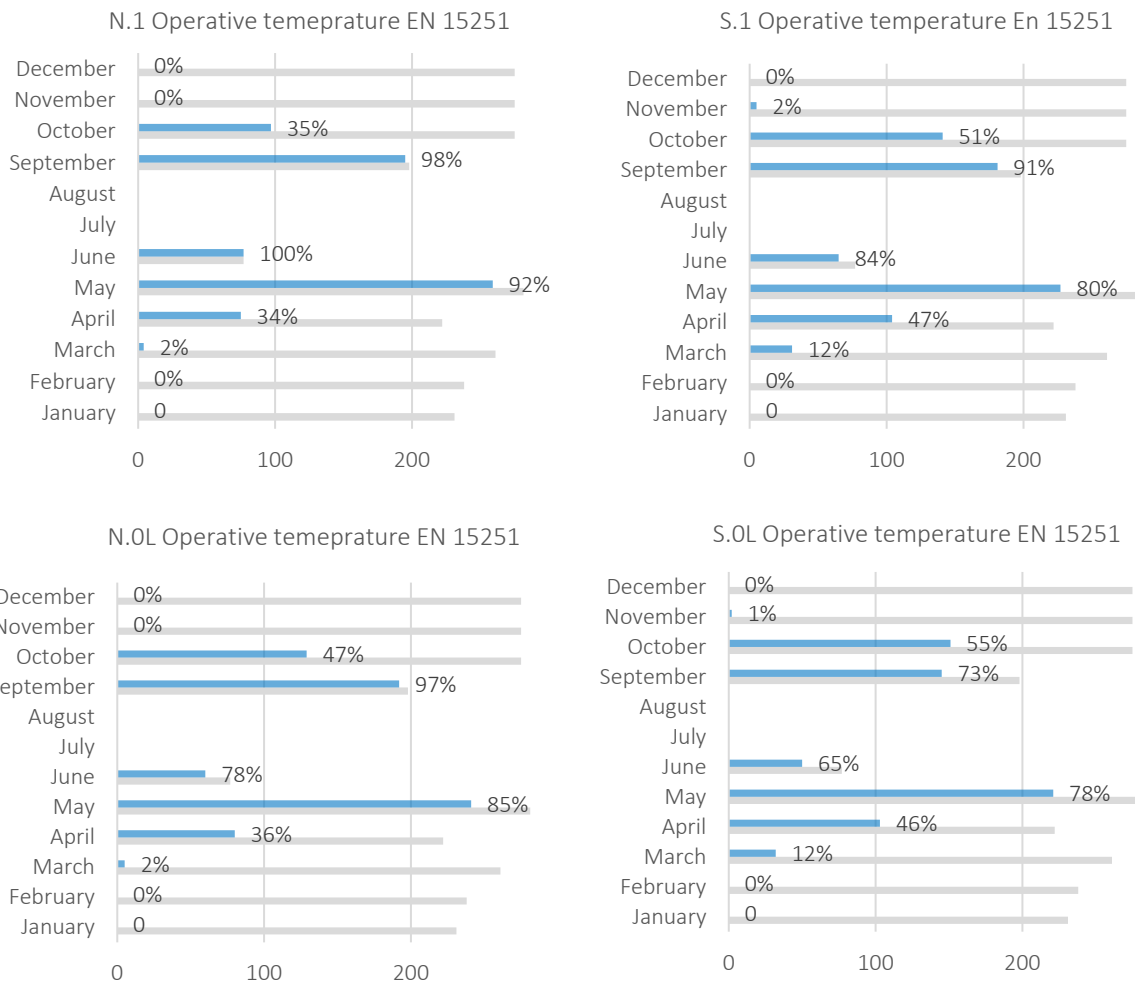 N.1 Operative temeprature EN 15251
December 0%
November 0%
October 35%
September 98%
August
July
June 100%
May 92%
April 34%
March 2%
February 0%
January 0
0 100 200
S.1 Operative temperature En 15251
December 0%
November 2%
October 51%
September 91%
August
July
June 84%
May 80%
April 47%
March 12%
February 0%
January 0
0 100 200
N.0L Operative temeprature EN 15251
December 0%
November 0%
October 47%
eptember 97%
August
July
June 78%
May 85%
April 36%
March 2%
February 0%
January 0
0 100 200
S.0L Operative temperature EN 15251
December 0%
November 1%
October 55%
September 73%
August
July
June 65%
May 78%
April 46%
March 12%
February 0%
January 0
0 100 200